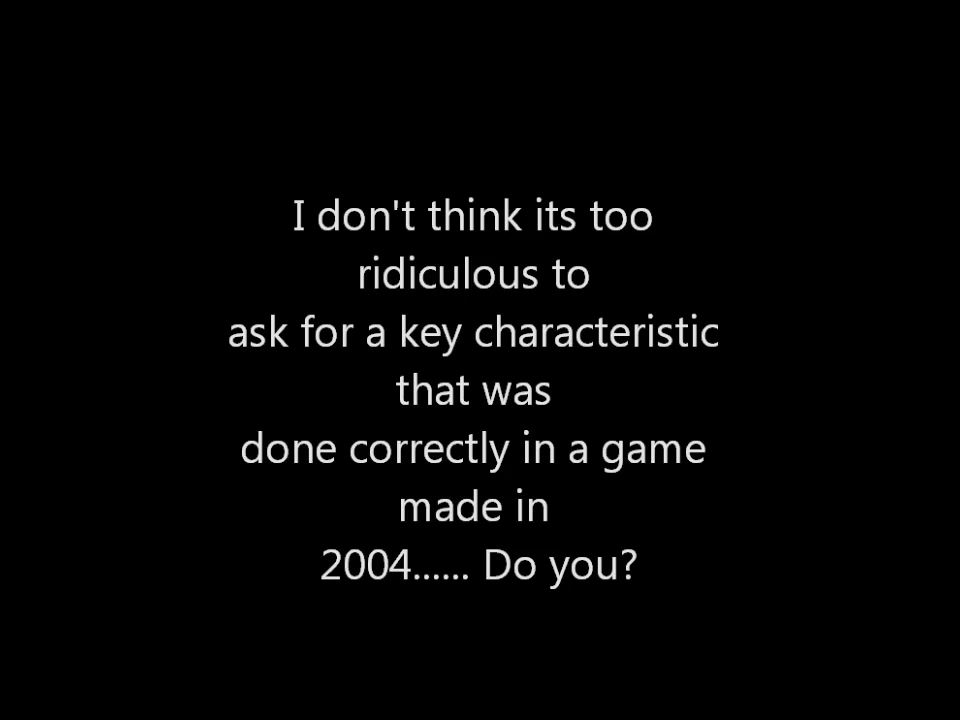 I don't think its too
ridiculous to
ask for a key characteristic
that was
done correctly in a game
made in
2004...... Do you?